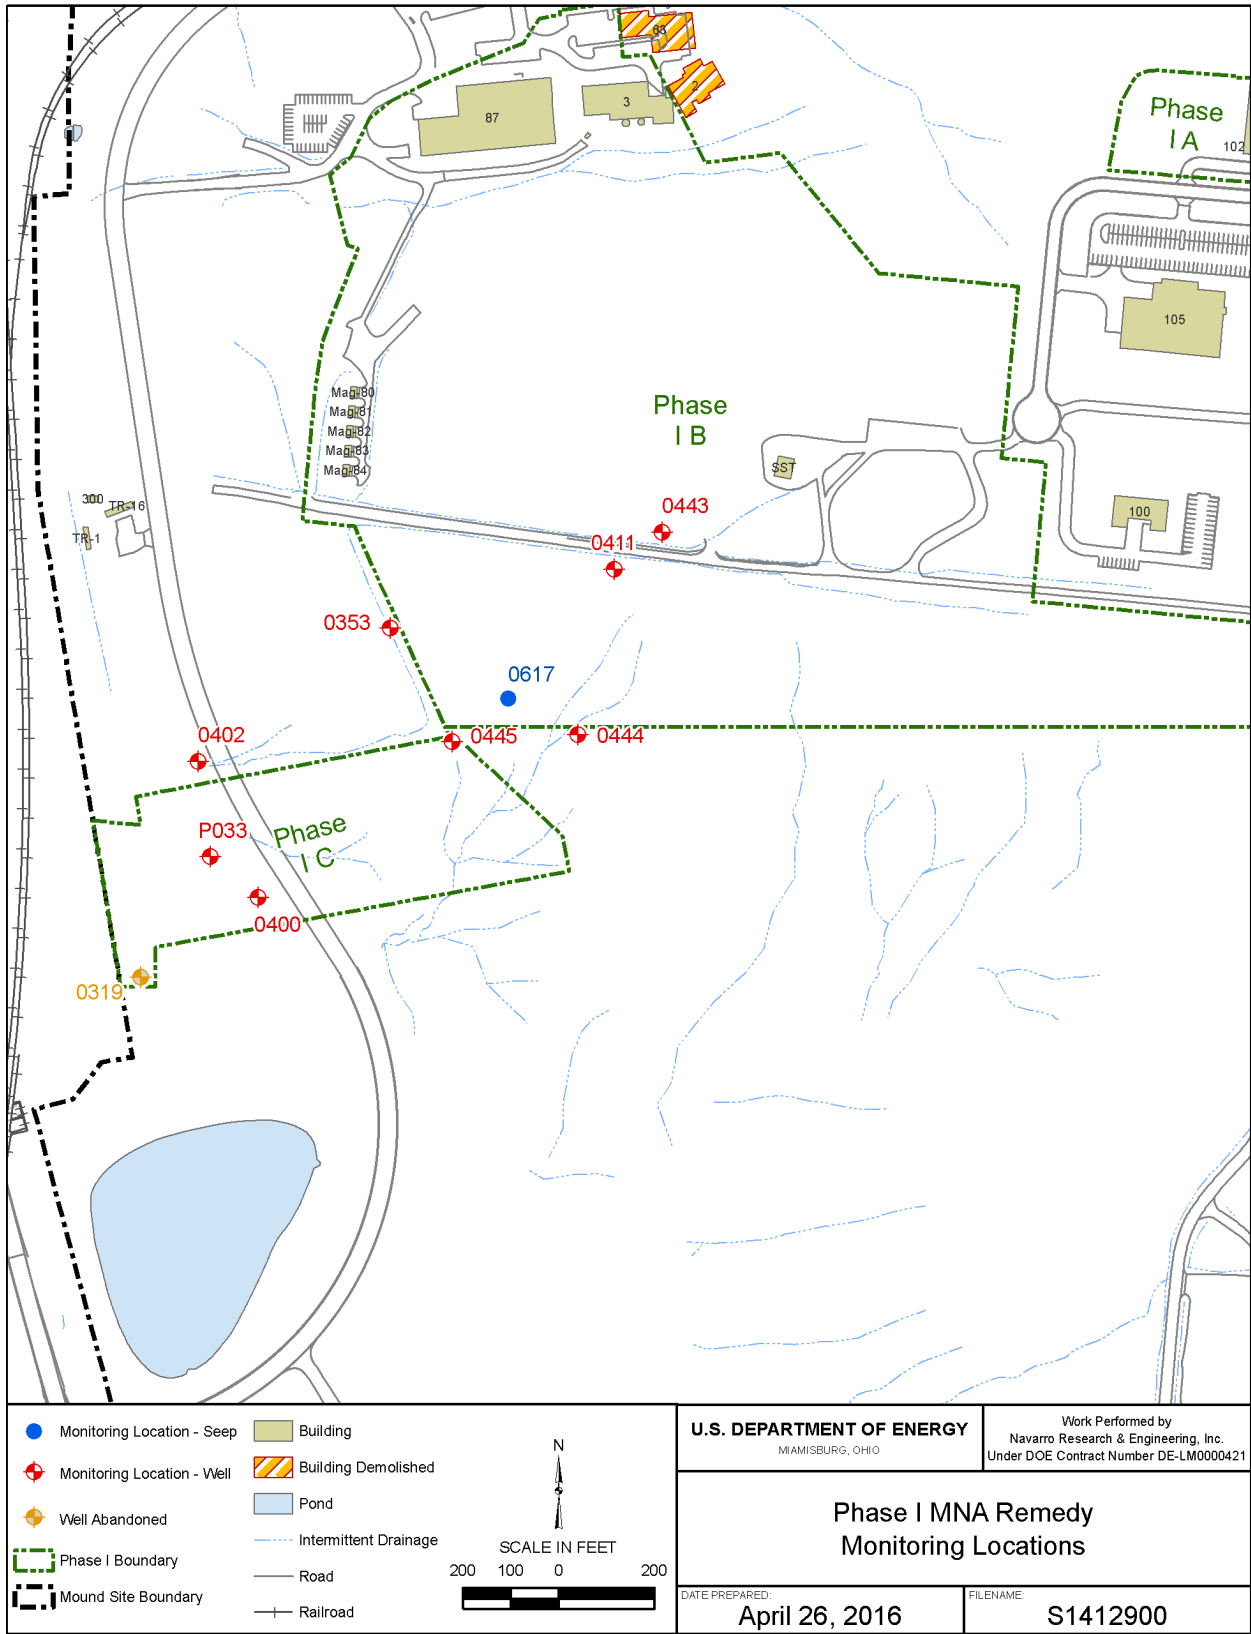 63
2
3
87
Phase
I A
102
105
Mag-80
Mag-81
Mag-82
Mag-83
Mag-84
Phase
I B
SST
300
TR-16
TR-1
100
0443
0411
0353
0617
0402
0445
0444
P033
Phase
I C
0400
0319
Monitoring Location - Seep
Monitoring Location - Well
Well Abandoned
Phase I Boundary
Mound Site Boundary
Building
Building Demolished
Pond
Intermittent Drainage
Road
Railroad
N
SCALE IN FEET
200 100 0 200
U.S. DEPARTMENT OF ENERGY
MIAMISBURG, OHIO
Work Performed by
Navarro Research & Engineering, Inc.
Under DOE Contract Number DE-LM0000421
Phase I MNA Remedy
Monitoring Locations
DATE PREPARED:
April 26, 2016
FILENAME:
S1412900